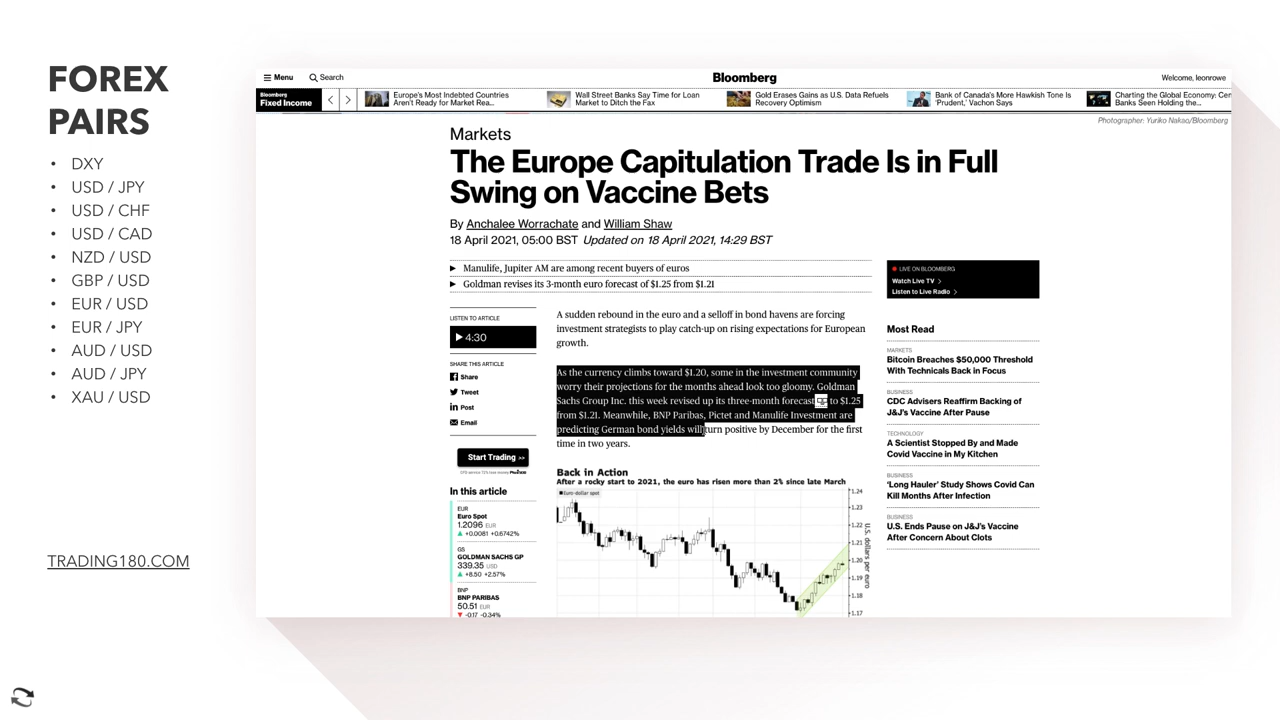 FOREX
PAIRS
• DXY
• USD / JPY
• USD / CHF
• USD / CAD
• NZD / USD
• GBP / USD
• EUR / USD
• EUR / JPY
• AUD / USD
• AUD / JPY
• XAU / USD
TRADING180.COM
Menu
Search
Bloomberg
Welcome, leonrowe
Bloomberg
Fixed Income
Europe's Most Indebted Countries
Aren't Ready for Market Rea...
Wall Street Banks Say Time for Loan
Market to Ditch the Fax
Gold Erases Gains as U.S. Data Refuels
Recovery Optimism
Bank of Canada's More Hawkish Tone Is
'Prudent,' Vachon Says
Charting the Global Economy: Cen
Banks Seen Holding the...
Photographer: Yuriko Nakao/Bloomberg
Markets
The Europe Capitulation Trade Is in Full
Swing on Vaccine Bets
By Anchalee Worrachate and William Shaw
18 April 2021, 05:00 BST Updated on 18 April 2021, 14:29 BST
Manulife, Jupiter AM are among recent buyers of euros
Goldman revises its 3-month euro forecast of $1.25 from $1.21
LISTEN TO ARTICLE
4:30
SHARE THIS ARTICLE
Share
Tweet
Post
Email
Start Trading >>
In this article
EUR
Euro Spot
1.2096 EUR
+0.0081 +0.6742%
GS
GOLDMAN SACHS GP
339.35 USD
+8.50 +2.57%
BNP
BNP PARIBAS
50.51 EUR
-0.17 -0.34%
A sudden rebound in the euro and a selloff in bond havens are forcing
investment strategists to play catch-up on rising expectations for European
growth.
As the currency climbs toward $1.20, some in the investment community
worry their projections for the months ahead look too gloomy. Goldman
Sachs Group Inc. this week revised up its three-month forecast to $1.25
from $1.21. Meanwhile, BNP Paribas, Pictet and Manulife Investment are
predicting German bond yields will turn positive by December for the first
time in two years.
Back in Action
After a rocky start to 2021, the euro has risen more than 2% since late March
Euro-dollar spot
1.24
1.23
1.22
1.21
1.20
1.19
1.18
1.17
U.S. dollars per euro
LIVE ON BLOOMBERG
Watch Live TV
Listen to Live Radio
Most Read
MARKETS
Bitcoin Breaches $50,000 Threshold
With Technicals Back in Focus
BUSINESS
CDC Advisers Reaffirm Backing of
J&J's Vaccine After Pause
TECHNOLOGY
A Scientist Stopped By and Made
Covid Vaccine in My Kitchen
BUSINESS
'Long Hauler' Study Shows Covid Can
Kill Months After Infection
BUSINESS
U.S. Ends Pause on J&J's Vaccine
After Concern About Clots